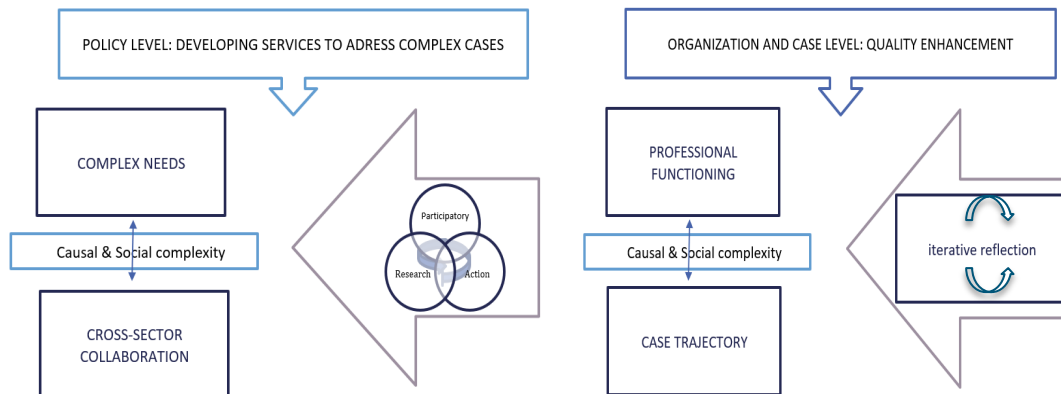 POLICY LEVEL: DEVELOPING SERVICES TO ADRESS COMPLEX CASES
COMPLEX NEEDS
Causal & Social complexity
CROSS-SECTOR
COLLABORATION
Participatory
Research
Action
ORGANIZATION AND CASE LEVEL: QUALITY ENHANCEMENT
PROFESSIONAL
FUNCTIONING
Causal & Social complexity
CASE TRAJECTORY
iterative reflection